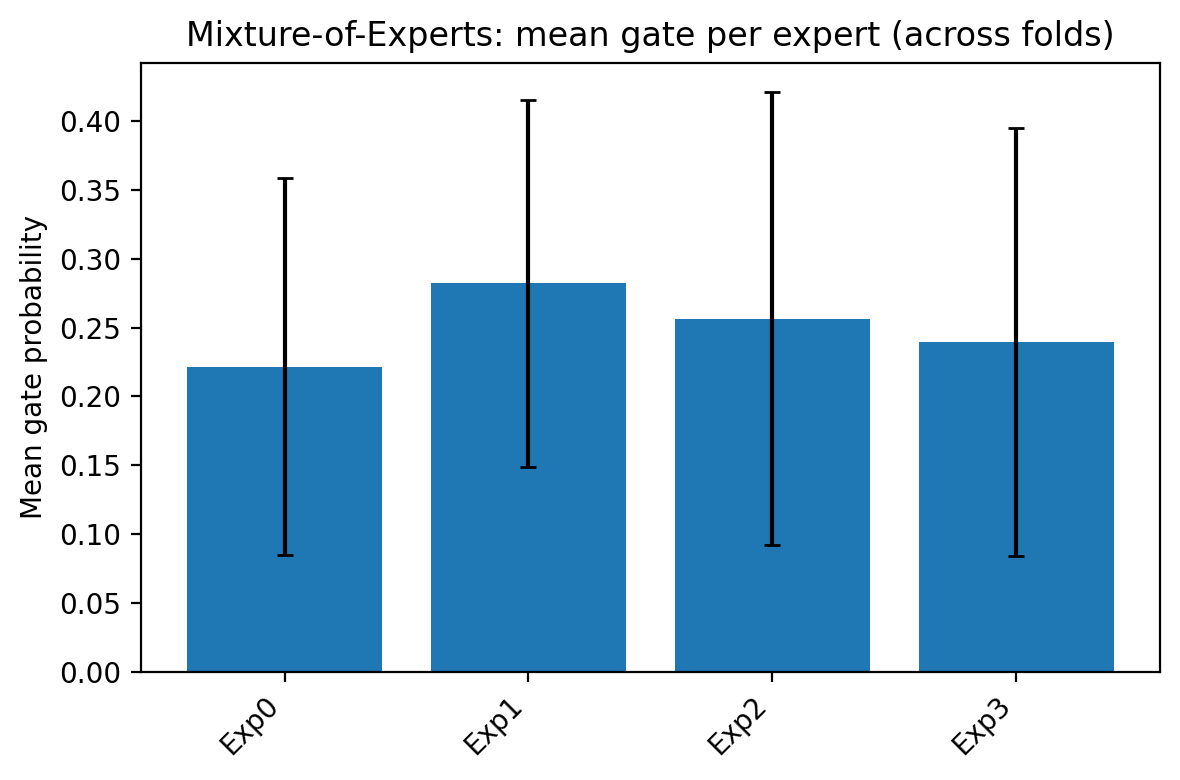 Mixture-of-Experts: mean gate per expert (across folds)
Mean gate probability
0.40
0.35
0.30
0.25
0.20
0.15
0.10
0.05
0.00
Exp0
Exp1
Exp2
Exp3